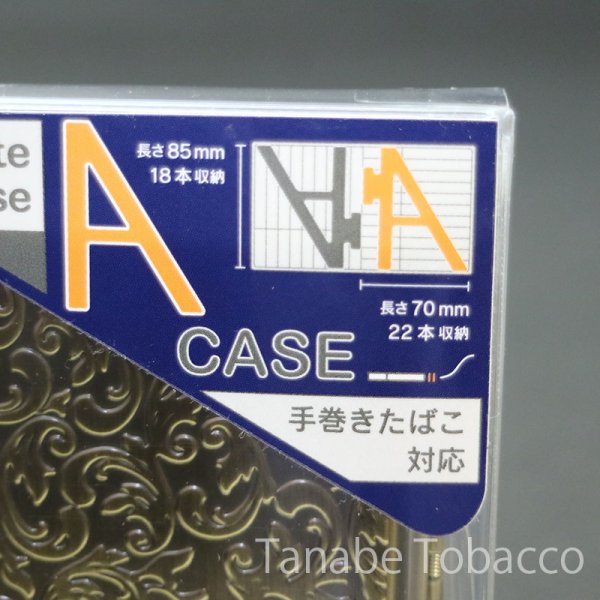 te
se
A
長さ85mm
18本収納
A
A
長さ70mm
22本収納
CASE
手巻きたばこ
対応
Tanabe Tobacco